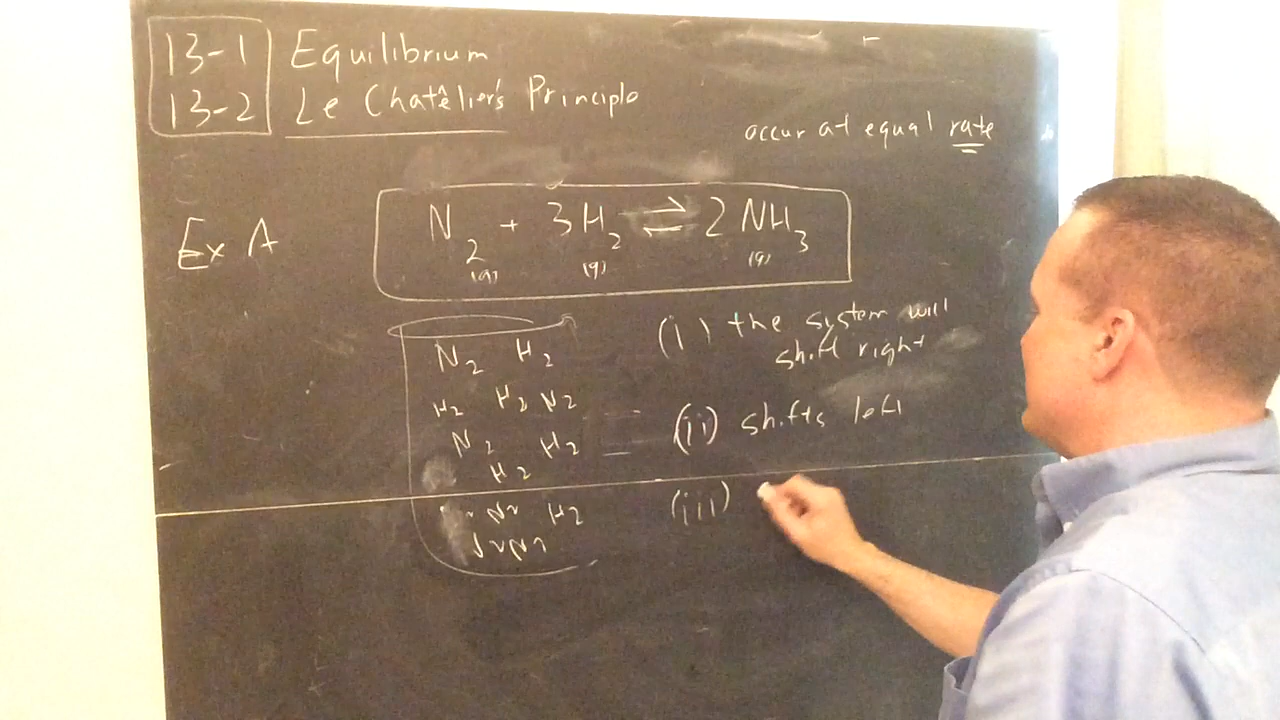 13-1 Equilibrium
13-2 Le Chatêlier's Principle
occur at equal rate
Ex A
N2 + 3H2 ⇌ 2NH3
(g) (g) (g)
(i) the system will
shift right
N2 H2
H2 H2 N2
(ii) shifts left
N2 H2
H2
(iii)
N2 H2
N2